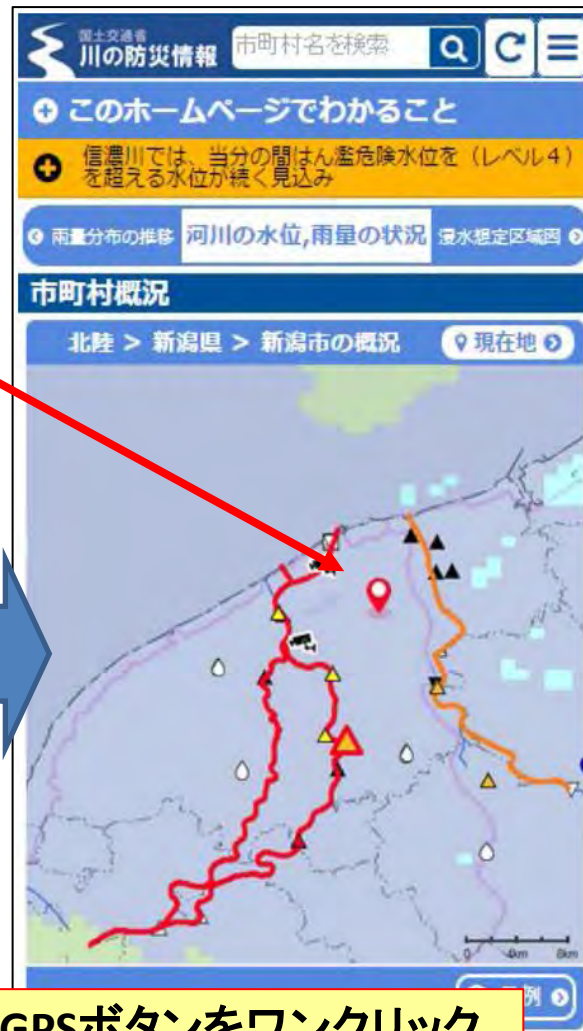 国土交通省
川の防災情報
市町村名を検索
このホームページでわかること
信濃川では、当分の間はん濫危険水位を（レベル４）
を超える水位が続く見込み
雨量分布の推移 河川の水位,雨量の状況 浸水想定区域図
市町村概況
北陸 > 新潟県 > 新潟市の概況 現在地
0 4km 8km
例
GPSボタンをワンクリック